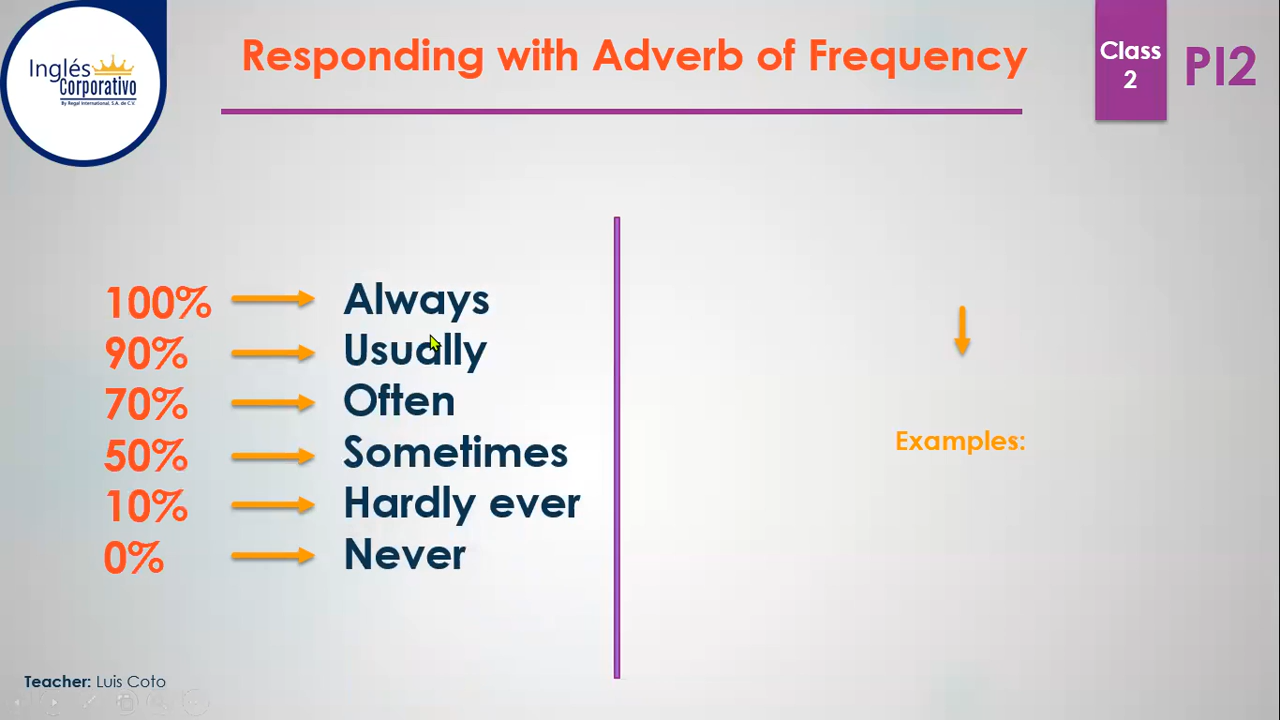 Inglés
Corporativo
By Regal International, S.A. de C.V.
Responding with Adverb of Frequency
Class
2
PI2
100% Always
90% Usually
70% Often
50% Sometimes
10% Hardly ever
0% Never
Examples:
Teacher: Luis Coto